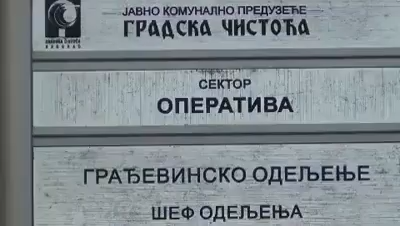 ЈАВНО КОМУНАЛНО ПРЕДУЗЕЋЕ
ГРАДСКА ЧИСТОЋА
СЕКТОР
ОПЕРАТИВА
ГРАЂЕВИНСКО ОДЕЉЕЊЕ
ШЕФ ОДЕЉЕЊА